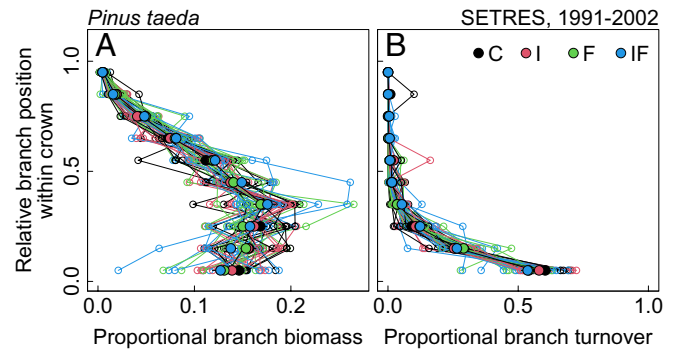 Pinus taeda SETRES, 1991-2002
A B
C I F IF
1.0
0.5
0.0
Relative branch position
within crown
0.0 0.1 0.2 0.0 0.5 1.0
Proportional branch biomass Proportional branch turnover